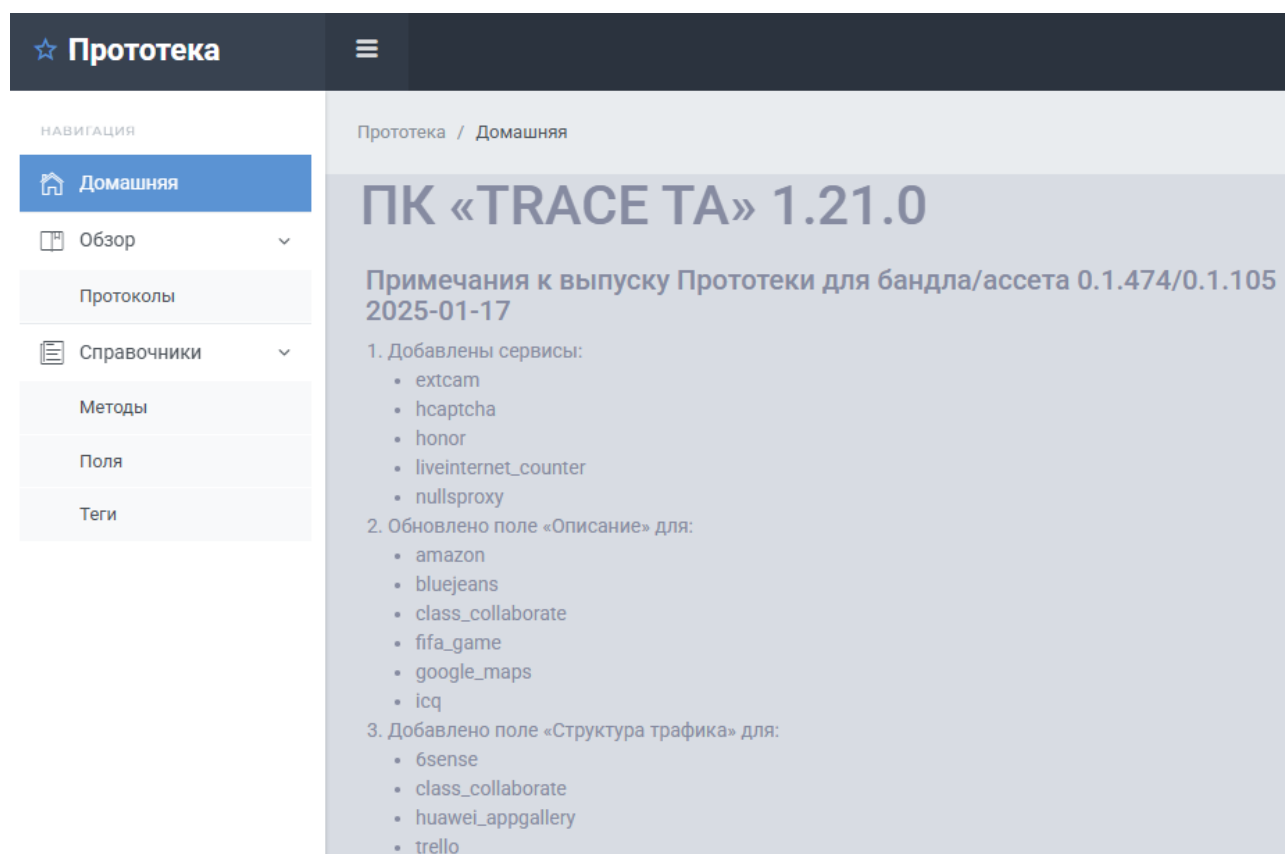 Прототека
НАВИГАЦИЯ
Домашняя
Обзор
Протоколы
Справочники
Методы
Поля
Теги
Прототека / Домашняя
ПК «TRACE TA» 1.21.0
Примечания к выпуску Прототеки для бандла/ассета 0.1.474/0.1.105
2025-01-17
1. Добавлены сервисы:
• extcam
• hcaptcha
• honor
• liveinternet_counter
• nullsproxy
2. Обновлено поле «Описание» для:
• amazon
• bluejeans
• class_collaborate
• fifa_game
• google_maps
• icq
3. Добавлено поле «Структура трафика» для:
• 6sense
• class_collaborate
• huawei_appgallery
• trello